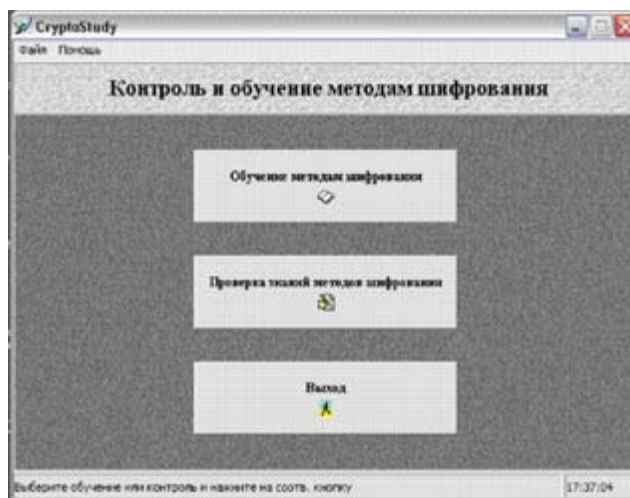 CryptoStudy
Файл Помощь
Контроль и обучение методам шифрования
Обучение методам шифрования
Проверка знаний методов шифрования
Выход
Выберите обучение или контроль и нажмите на соотв. кнопку
17:37:04